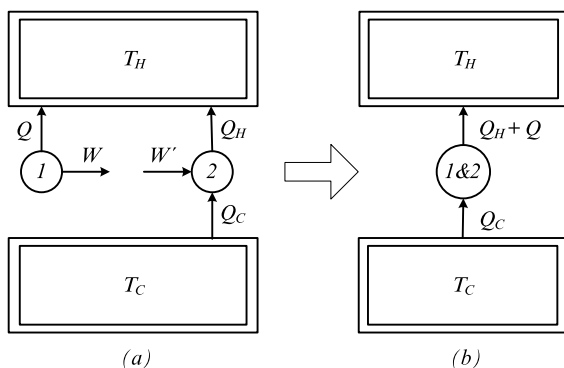 T_H
Q
Q_H
W
W´
1
2
Q_C
T_C
(a)
T_H
Q_H + Q
1&2
Q_C
T_C
(b)